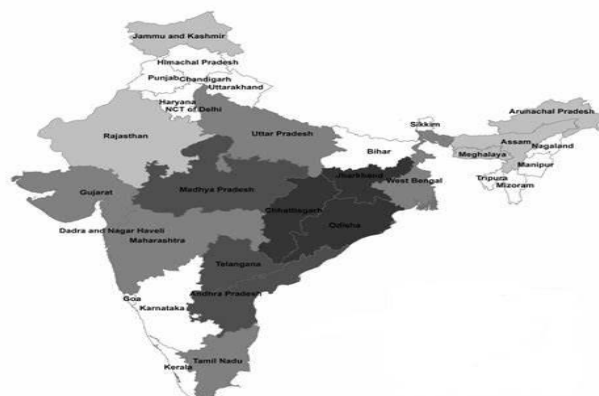 Jammu and Kashmir
Himachal Pradesh
Punjab
Chandigarh
Uttarakhand
Haryana
NCT of Delhi
Arunachal Pradesh
Sikkim
Rajasthan
Uttar Pradesh
Assam
Nagaland
Bihar
Meghalaya
Manipur
Jharkhand
Tripura
Gujarat
Madhya Pradesh
West Bengal
Mizoram
Chhattisgarh
Odisha
Dadra and Nagar Haveli
Maharashtra
Talangana
Andhra Pradesh
Goa
Karnataka
Kerala
Tamil Nadu